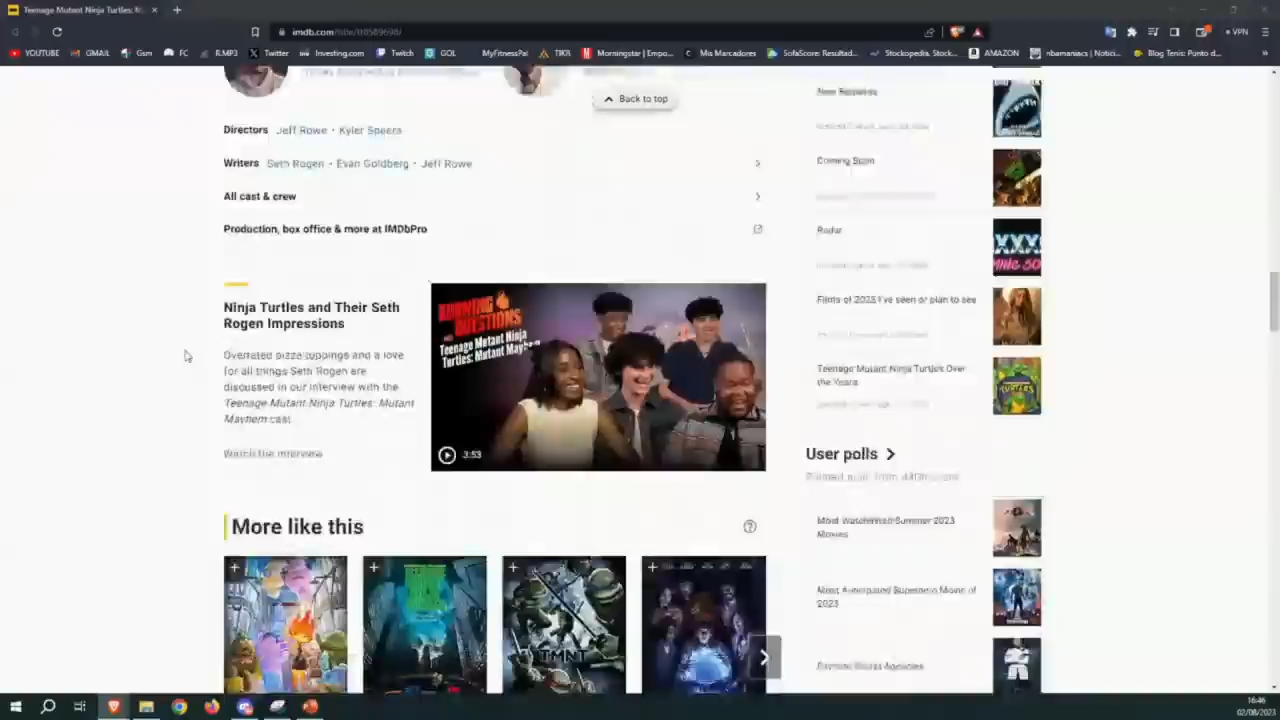 Teenage Mutant Ninja Turtles:
imdb.com/title/tt8589698/
VPN
YOUTUBE
GMAIL
Gsm
FC
R.MP3
Twitter
Investing.com
Twitch
GOL
MyFitnessPal
TIKR
Morningstar | Empo...
Mis Marcadores
SofaScore: Resultad...
Stockopedia, Stock...
AMAZON
nbamaniacs | Notici...
Blog Tenis: Punto d...
Back to top
Directors Jeff Rowe · Kyler Spears
Writers Seth Rogen · Evan Goldberg · Jeff Rowe
All cast & crew
Production, box office & more at IMDbPro
Ninja Turtles and Their Seth
Rogen Impressions
Overrated pizza toppings and a love
for all things Seth Rogen are
discussed in our interview with the
Teenage Mutant Ninja Turtles: Mutant
Mayhem cast.
Watch the interview
BURNING
QUESTIONS
Teenage Mutant Ninja
Turtles: Mutant Mayhem
3:53
More like this
TMNT
New Releases
Coming Soon
Radar
Films of 2023 I've seen or plan to see
Teenage Mutant Ninja Turtles Over
the Years
TURTLES
User polls
Most Watchlisted Summer 2023
Movies
Most Anticipated Superhero Movie of
2023
16:46
02/08/2023